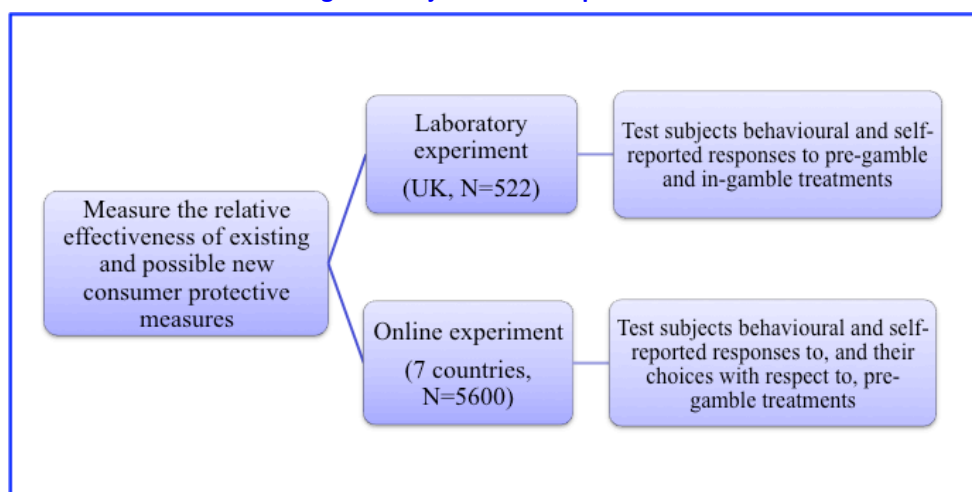 Measure the relative
effectiveness of existing
and possible new
consumer protective
measures
Laboratory
experiment
(UK, N=522)
Test subjects behavioural and self-
reported responses to pre-gamble
and in-gamble treatments
Online experiment
(7 countries,
N=5600)
Test subjects behavioural and self-
reported responses to, and their
choices with respect to, pre-
gamble treatments